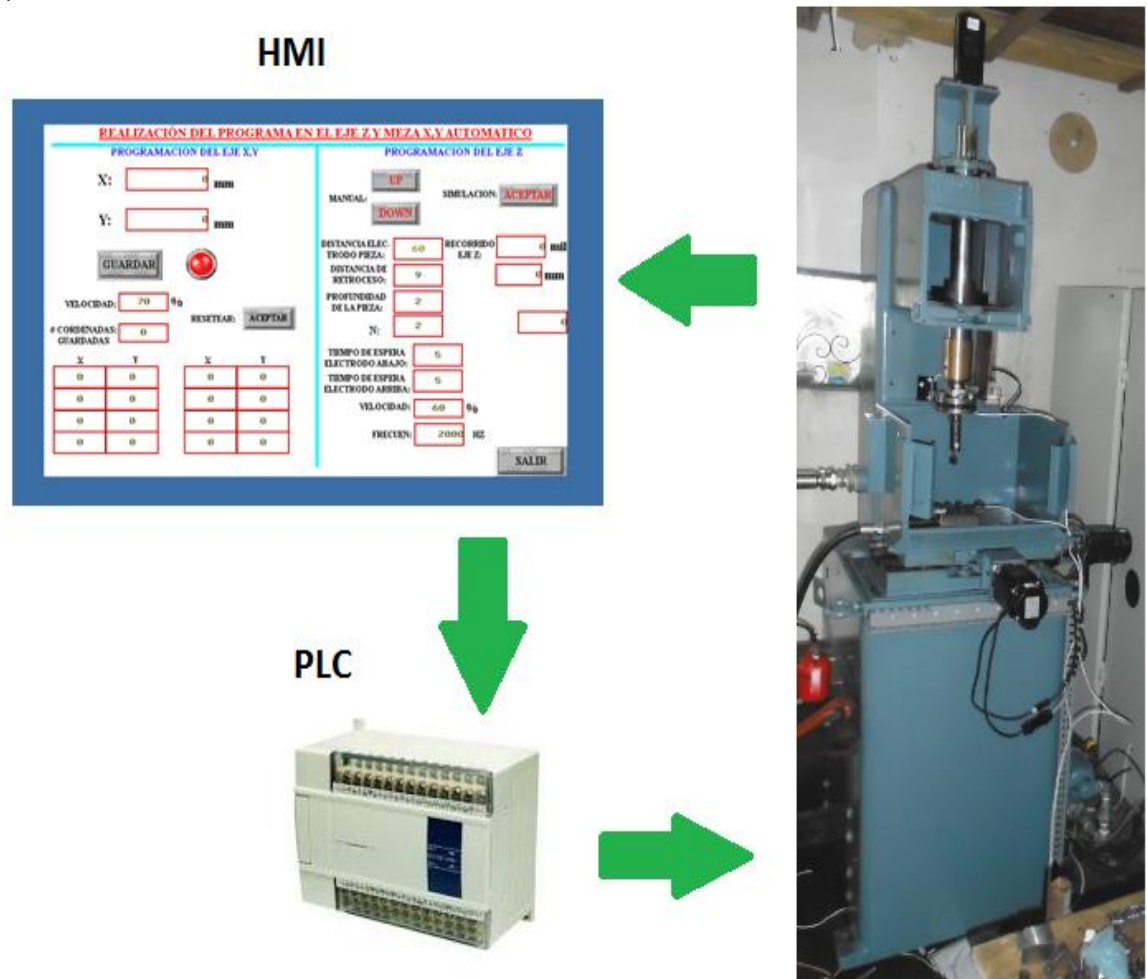 HMI
REALIZACIÓN DEL PROGRAMA EN EL EJE Z Y MEZA X,Y AUTOMATICO
PROGRAMACION DEL EJE X,Y
X: 0 mm
Y: 0 mm
GUARDAR
VELOCIDAD: 70 %
RESETEAR: ACEPTAR
# CORDENADAS GUARDADAS: 0
X Y X Y
0 0 0 0
0 0 0 0
0 0 0 0
0 0 0 0
PROGRAMACION DEL EJE Z
MANUAL: UP
DOWN
SIMULACION: ACEPTAR
DISTANCIA ELEC-
TRODO PIEZA: 60
RECORRIDO
EJE Z: 0 mil
0 mm
DISTANCIA DE
RETROCESO: 9
PROFUNDIDAD
DE LA PIEZA: 2
N: 2
0
TIEMPO DE ESPERA
ELECTRODO ABAJO: 5
TIEMPO DE ESPERA
ELECTRODO ARRIBA: 5
VELOCIDAD: 60 %
FRECUEN: 2000 HZ
SALIR
PLC